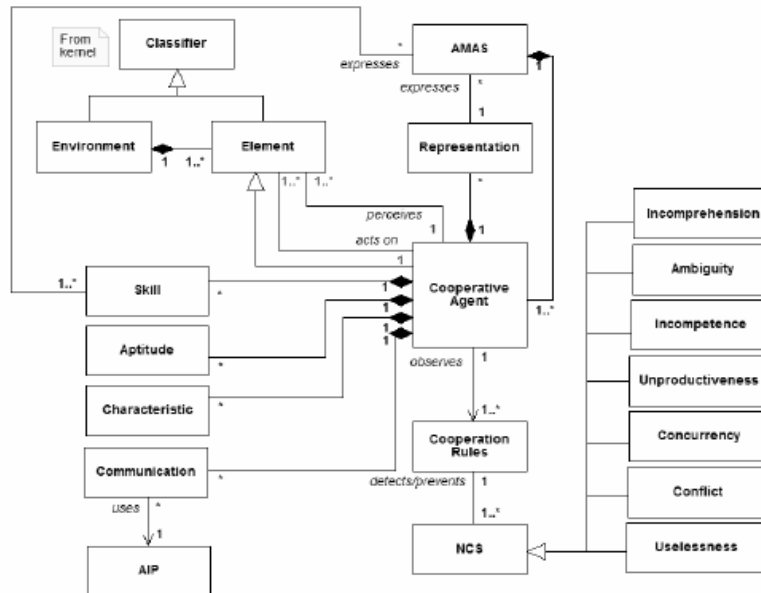 From
kernel
Classifier
*
AMAS
1
expresses
expresses
*
1
Environment
1
1..*
Element
Representation
1..*
1..*
*
perceives
1
1
acts on
1
Incomprehension
Ambiguity
Incompetence
Unproductiveness
Concurrency
Conflict
Uselessness
1..*
Skill
*
1
Cooperative
Agent
1..*
1
Aptitude
*
1
1
observes
1
Characteristic
*
1..*
Cooperation
Rules
Communication
*
detects/prevents
1
uses
*
1..*
1
NCS
AIP